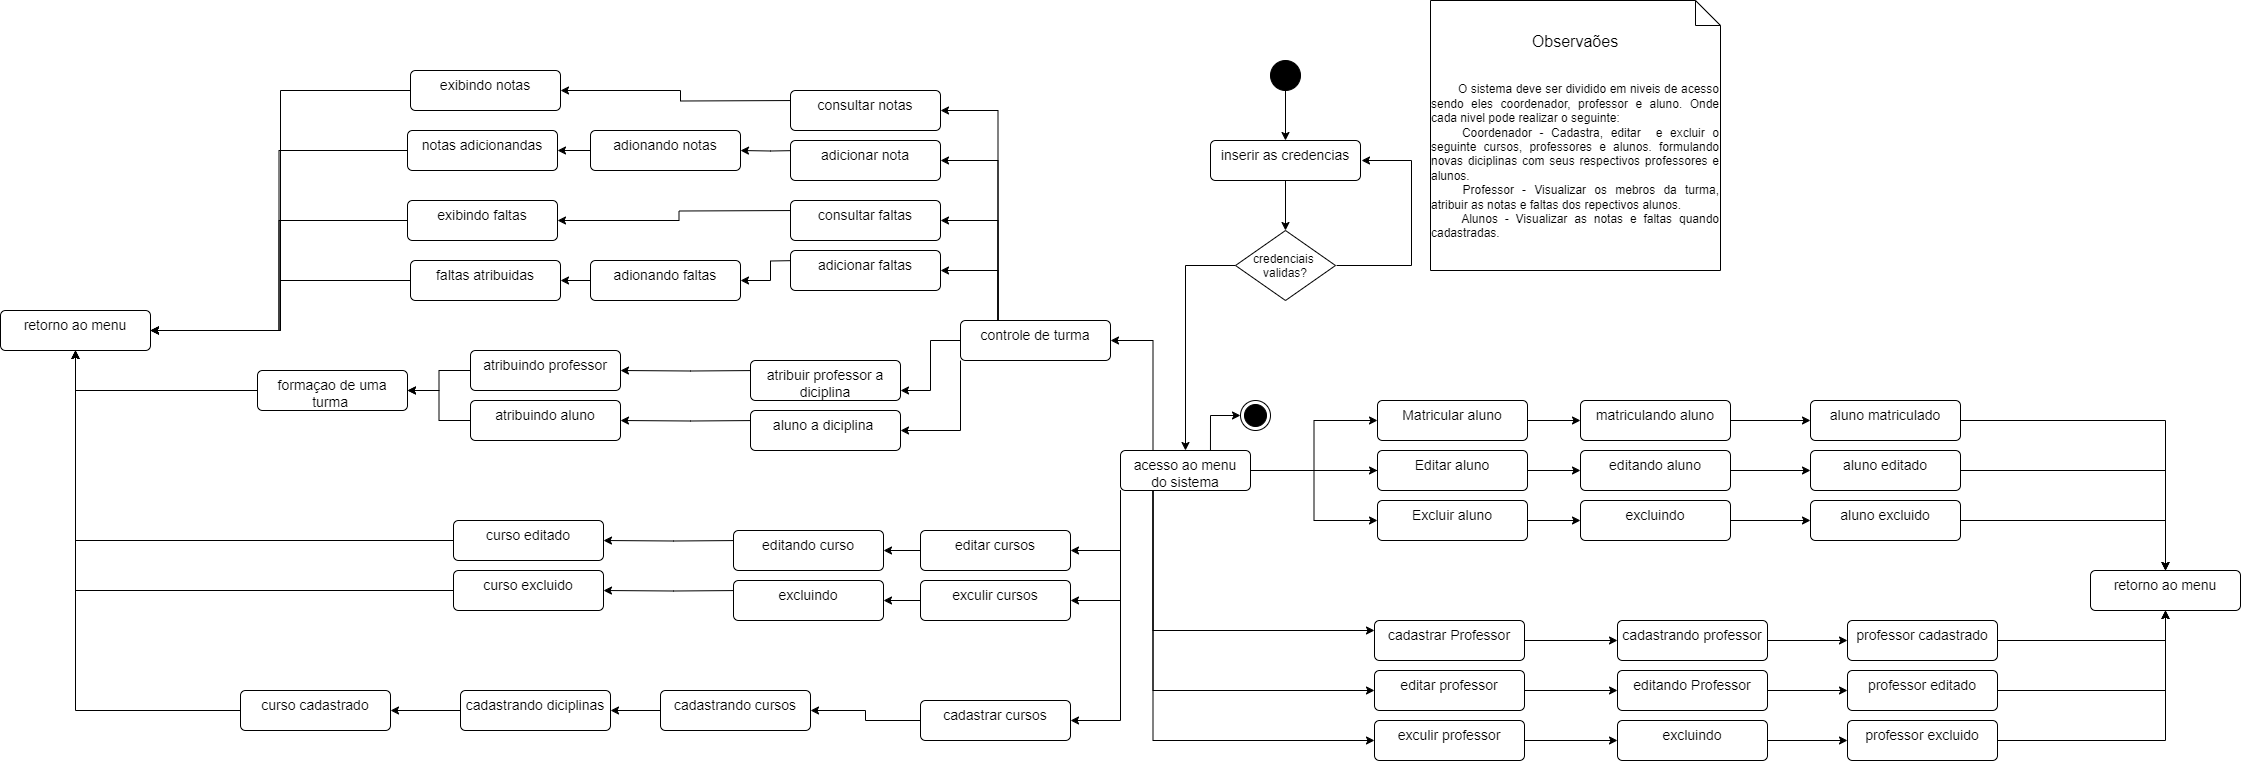 Observaões
O sistema deve ser dividido em niveis de acesso
sendo eles coordenador, professor e aluno. Onde
cada nivel pode realizar o seguinte:
Coordenador - Cadastra, editar e excluir o
seguinte cursos, professores e alunos. formulando
novas diciplinas com seus respectivos professores e
alunos.
Professor - Visualizar os mebros da turma,
atribuir as notas e faltas dos repectivos alunos.
Alunos - Visualizar as notas e faltas quando
cadastradas.
inserir as credencias
credenciais
validas?
exibindo notas
consultar notas
notas adicionandas
adionando notas
adicionar nota
exibindo faltas
consultar faltas
faltas atribuidas
adionando faltas
adicionar faltas
retorno ao menu
controle de turma
formaçao de uma
turma
atribuindo professor
atribuir professor a
diciplina
atribuindo aluno
aluno a diciplina
acesso ao menu
do sistema
Matricular aluno
matriculando aluno
aluno matriculado
Editar aluno
editando aluno
aluno editado
Excluir aluno
excluindo
aluno excluido
curso editado
editando curso
editar cursos
curso excluido
excluindo
exculir cursos
retorno ao menu
cadastrar Professor
cadastrando professor
professor cadastrado
editar professor
editando Professor
professor editado
exculir professor
excluindo
professor excluido
curso cadastrado
cadastrando diciplinas
cadastrando cursos
cadastrar cursos